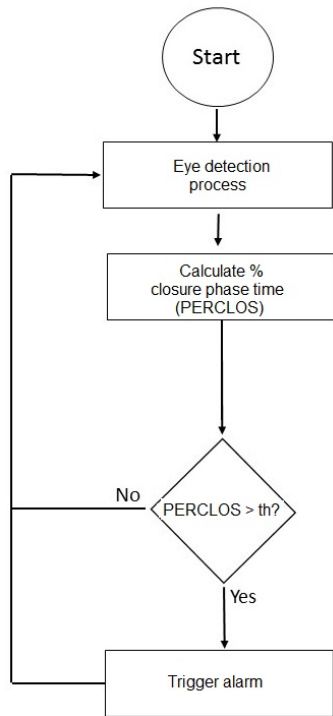 Start
Eye detection
process
Calculate %
closure phase time
(PERCLOS)
No
PERCLOS > th?
Yes
Trigger alarm